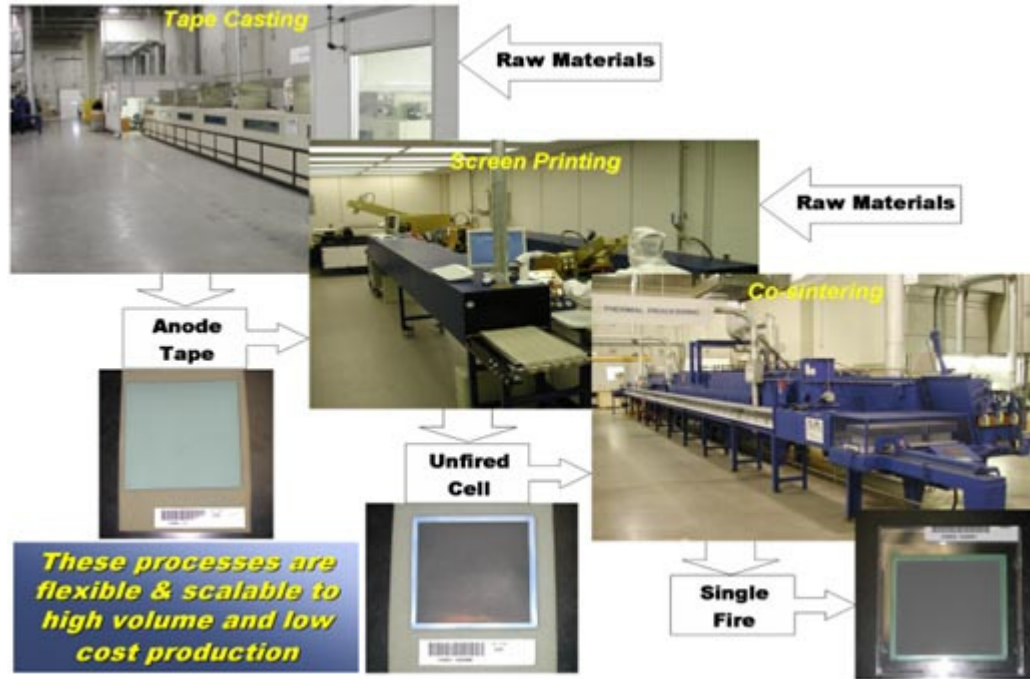 Tape Casting
Raw Materials
Screen Printing
Raw Materials
Co-sintering
THERMAL PROCESSING
Anode
Tape
Unfired
Cell
These processes are
flexible & scalable to
high volume and low
cost production
Single
Fire